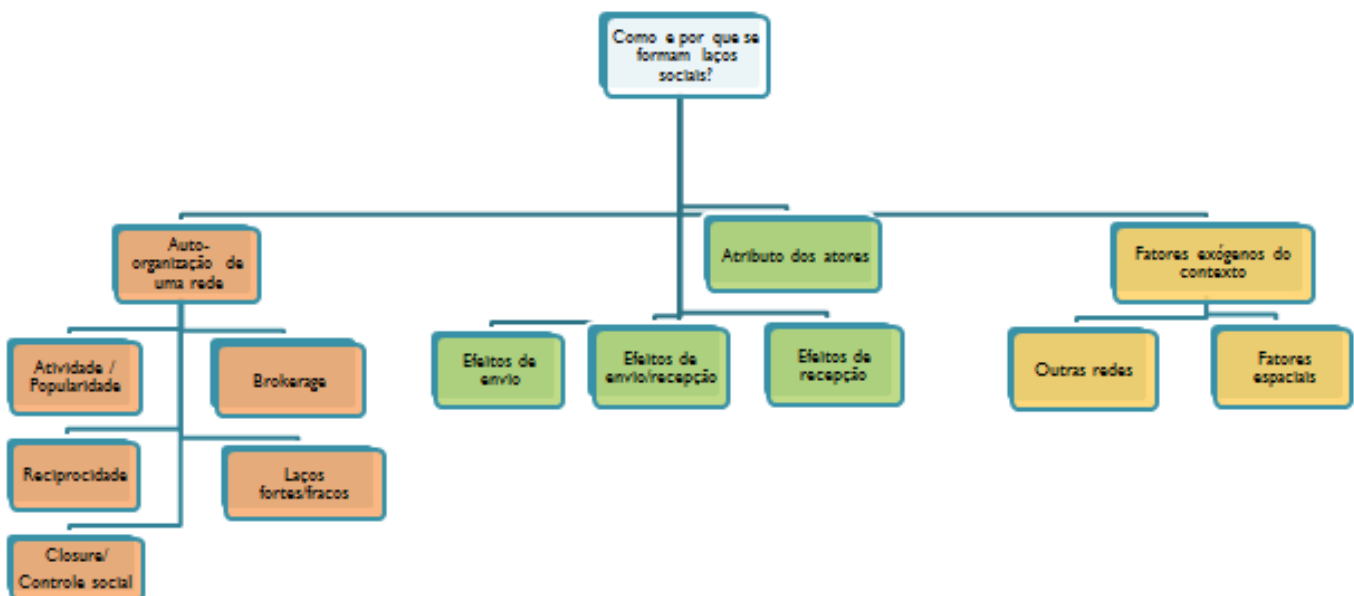 Como e por que se
formam laços
sociais?
Auto-
organização de
uma rede
Atributo dos atores
Fatores exógenos do
contexto
Atividade /
Popularidade
Brokerage
Efeitos de
envio
Efeitos de
envio/recepção
Efeitos de
recepção
Outras redes
Fatores
espaciais
Reciprocidade
Laços
fortes/fracos
Closure/
Controle social